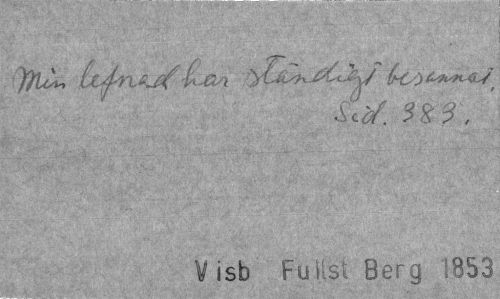 Min lefnad har ständigt besannat.
Sid. 383.
Visb Fullst Berg 1853